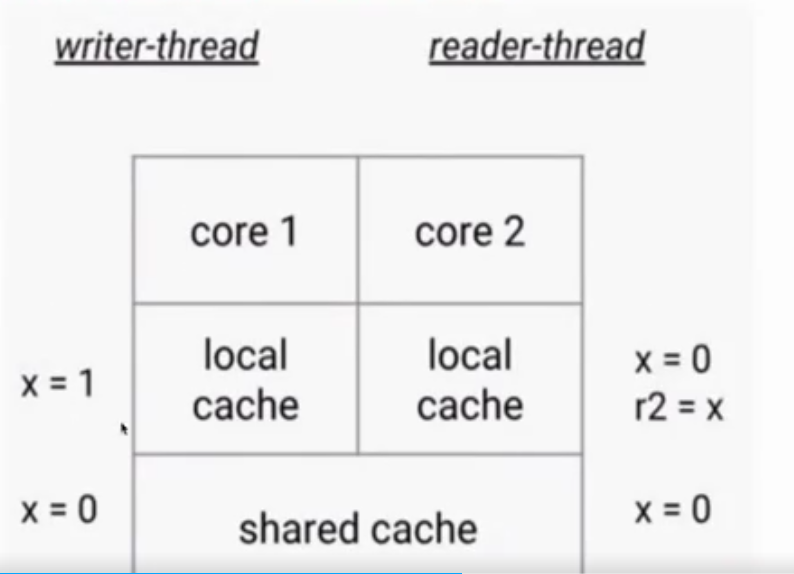 writer-thread reader-thread
core 1 core 2
local local
cache cache
x = 1
x = 0
r2 = x
x = 0
shared cache
x = 0